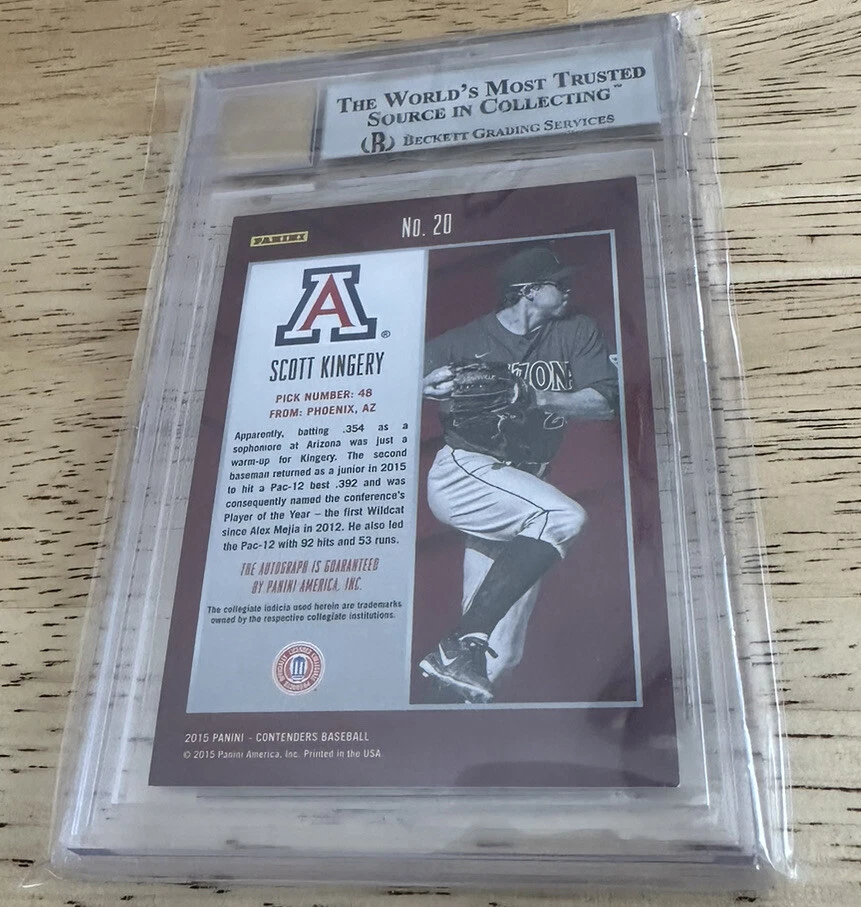 THE WORLD'S MOST TRUSTED
SOURCE IN COLLECTING™
BECKETT GRADING SERVICES
PANINI
No. 20
A
®
SCOTT KINGERY
PICK NUMBER: 48
FROM: PHOENIX, AZ
Apparently, batting .354 as a
sophomore at Arizona was just a
warm-up for Kingery. The second
baseman returned as a junior in 2015
to hit a Pac-12 best .392 and was
consequently named the conference's
Player of the Year – the first Wildcat
since Alex Mejia in 2012. He also led
the Pac-12 with 92 hits and 53 runs.
THE AUTOGRAPH IS GUARANTEED
BY PANINI AMERICA, INC.
The collegiate indicia used herein are trademarks
owned by the respective collegiate institutions.
OFFICIALLY LICENSED COLLEGIATE PRODUCTS
2015 PANINI - CONTENDERS BASEBALL
© 2015 Panini America, Inc. Printed in the USA.